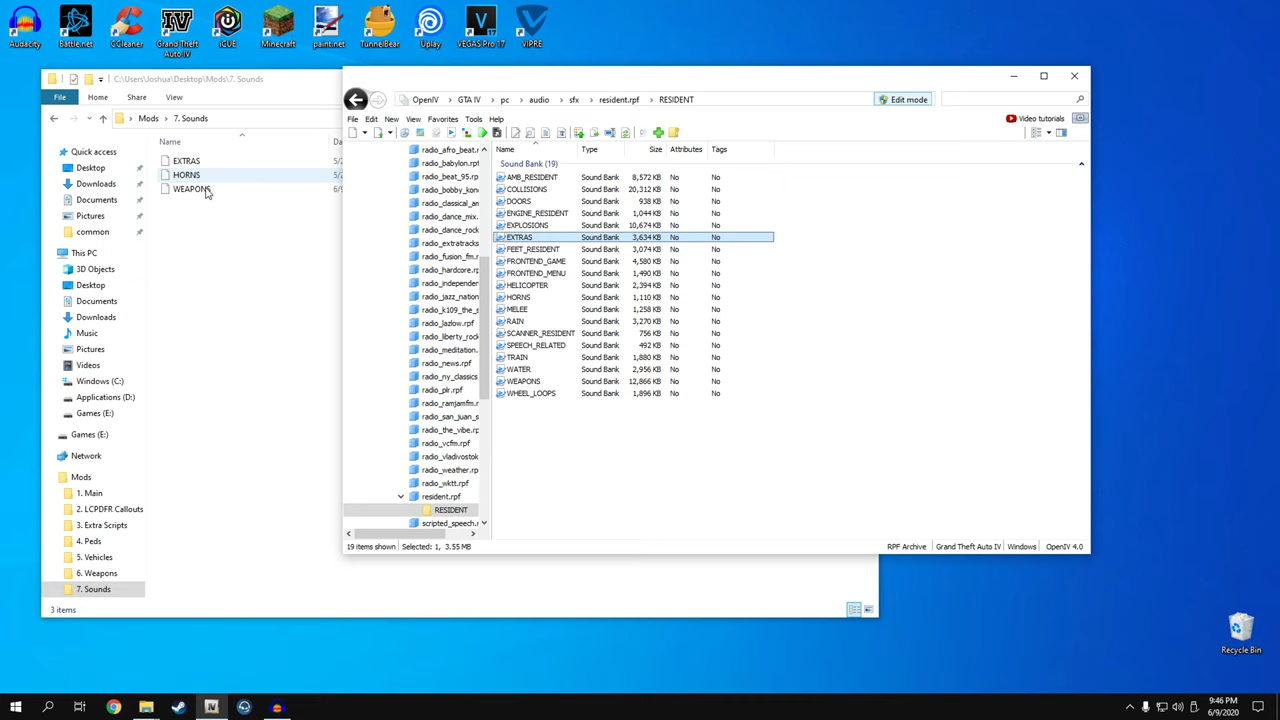 Audacity
Battle.net
CCleaner
Grand Theft Auto IV
iCUE
Minecraft
paint.net
TunnelBear
Uplay
VEGAS Pro 17
VIPRE
C:\Users\Joshua\Desktop\Mods\7. Sounds
File Home Share View
Mods › 7. Sounds
Name Da
Quick access
Desktop
Downloads
Documents
Pictures
common
This PC
3D Objects
Desktop
Documents
Downloads
Music
Pictures
Videos
Windows (C:)
Applications (D:)
Games (E:)
Games (E:)
Network
Mods
1. Main
2. LCPDFR Callouts
3. Extra Scripts
4. Peds
5. Vehicles
6. Weapons
7. Sounds
EXTRAS 5/2
HORNS 5/2
WEAPONS 6/9
3 items
OpenIV › GTA IV › pc › audio › sfx › resident.rpf › RESIDENT
Edit mode
File Edit New View Favorites Tools Help
Video tutorials
radio_afro_beat.
radio_babylon.rpf
radio_beat_95.rpf
radio_bobby_kon
radio_classical_am
radio_dance_mix.
radio_dance_rock
radio_extratracks
radio_fusion_fm.r
radio_hardcore.rp
radio_independen
radio_jazz_nation
radio_k109_the_s
radio_lazlow.rpf
radio_liberty_rock
radio_meditation.
radio_news.rpf
radio_ny_classics
radio_plr.rpf
radio_ramjamfm.r
radio_san_juan_s
radio_the_vibe.rp
radio_vcfm.rpf
radio_vladivostok
radio_weather.rp
radio_wktt.rpf
resident.rpf
RESIDENT
scripted_speech.r
Name Type Size Attributes Tags
Sound Bank (19)
AMB_RESIDENT Sound Bank 8,572 KB No No
COLLISIONS Sound Bank 20,312 KB No No
DOORS Sound Bank 938 KB No No
ENGINE_RESIDENT Sound Bank 1,044 KB No No
EXPLOSIONS Sound Bank 10,674 KB No No
EXTRAS Sound Bank 3,634 KB No No
FEET_RESIDENT Sound Bank 3,074 KB No No
FRONTEND_GAME Sound Bank 4,580 KB No No
FRONTEND_MENU Sound Bank 1,490 KB No No
HELICOPTER Sound Bank 2,394 KB No No
HORNS Sound Bank 1,110 KB No No
MELEE Sound Bank 1,258 KB No No
RAIN Sound Bank 3,270 KB No No
SCANNER_RESIDENT Sound Bank 756 KB No No
SPEECH_RELATED Sound Bank 492 KB No No
TRAIN Sound Bank 1,880 KB No No
WATER Sound Bank 2,956 KB No No
WEAPONS Sound Bank 12,866 KB No No
WHEEL_LOOPS Sound Bank 1,896 KB No No
19 items shown Selected: 1, 3.55 MB
RPF Archive Grand Theft Auto IV Windows OpenIV 4.0
Recycle Bin
9:46 PM
6/9/2020